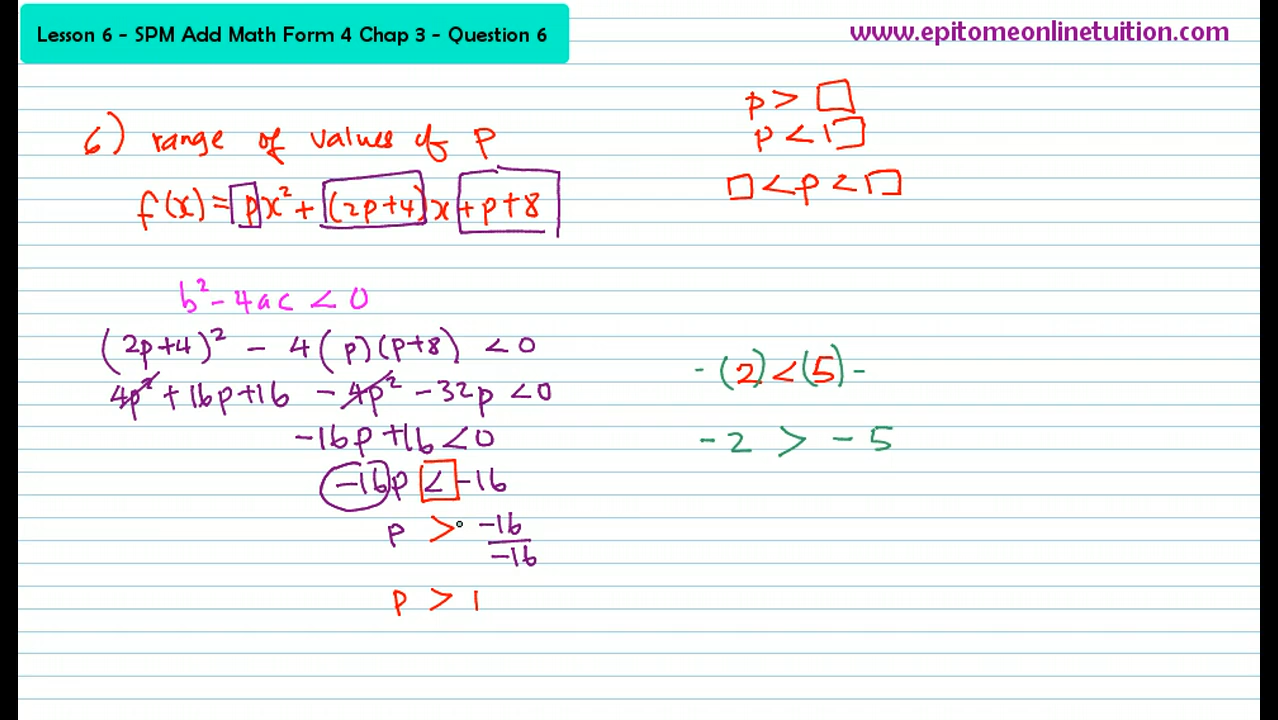 Lesson 6 - SPM Add Math Form 4 Chap 3 - Question 6
www.epitomeonlinetuition.com
6) range of values of p
f(x) = px² + (2p+4)x + p+8
p > □
p < □
□ < p < □
b² - 4ac < 0
(2p+4)² - 4(p)(p+8) < 0
4p² + 16p + 16 - 4p² - 32p < 0
-16p + 16 < 0
-16p < -16
p > -16/-16
p > 1
-(2) < (5)-
-2 > -5